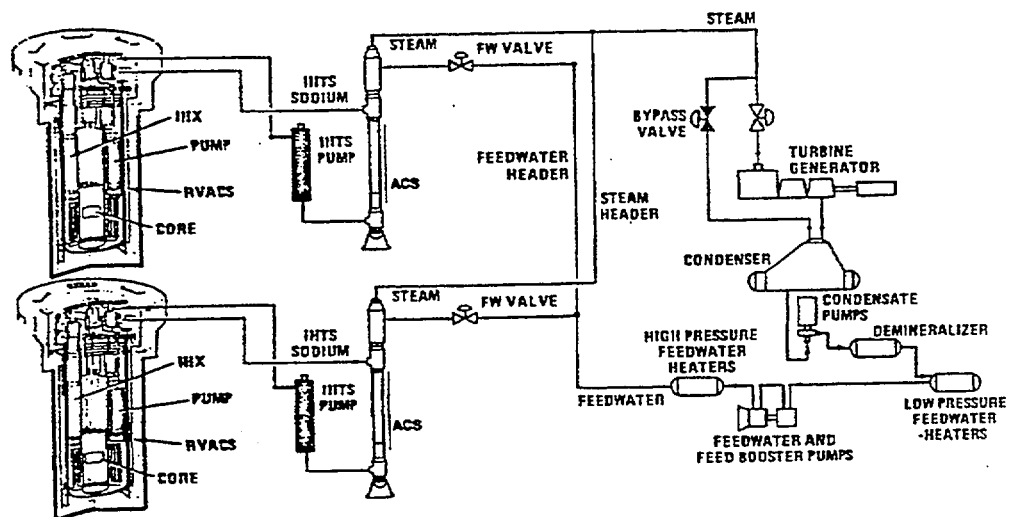 STEAM
STEAM
FW VALVE
IHTS
SODIUM
BYPASS
VALVE
IHX
IHTS
PUMP
TURBINE
GENERATOR
PUMP
FEEDWATER
HEADER
ACS
RVACS
STEAM
HEADER
CORE
CONDENSER
STEAM
FW VALVE
CONDENSATE
PUMPS
IHTS
SODIUM
HIGH PRESSURE
FEEDWATER
HEATERS
DEMINERALIZER
IHX
IHTS
PUMP
PUMP
FEEDWATER
ACS
LOW PRESSURE
FEEDWATER
-HEATERS
RVACS
FEEDWATER AND
FEED BOOSTER PUMPS
CORE